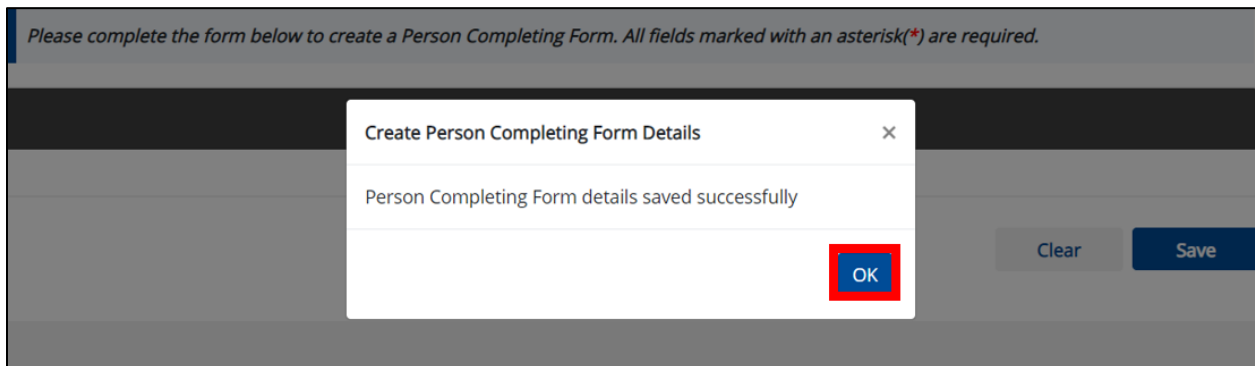 Please complete the form below to create a Person Completing Form. All fields marked with an asterisk(*) are required.
Create Person Completing Form Details ×
Person Completing Form details saved successfully
Clear Save
OK